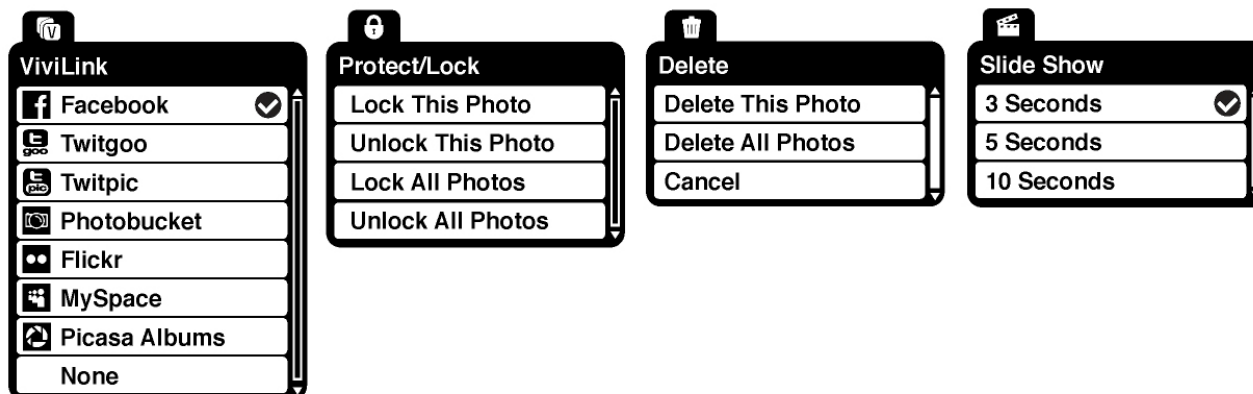 ViviLink
Facebook
Twitgoo
Twitpic
Photobucket
Flickr
MySpace
Picasa Albums
None
Protect/Lock
Lock This Photo
Unlock This Photo
Lock All Photos
Unlock All Photos
Delete
Delete This Photo
Delete All Photos
Cancel
Slide Show
3 Seconds
5 Seconds
10 Seconds